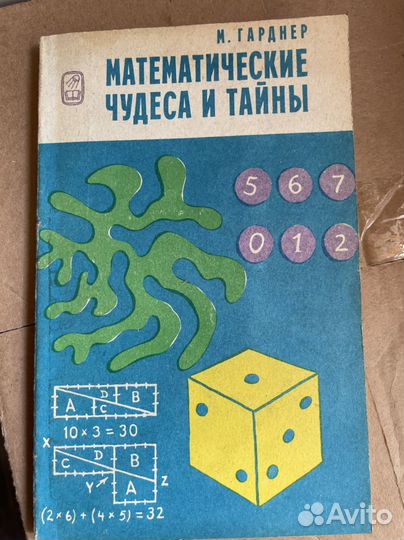 М. ГАРДНЕР
МАТЕМАТИЧЕСКИЕ
ЧУДЕСА И ТАЙНЫ
5 6 7
0 1 2
A D C B
10 × 3 = 30
X
C D B
Y A Z
(2 × 6) + (4 × 5) = 32
Avito